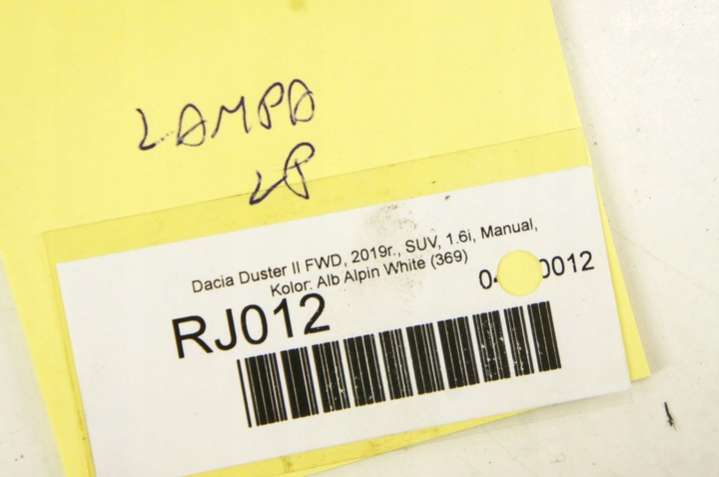 LAMPA
LP
Dacia Duster II FWD, 2019r., SUV, 1.6i, Manual,
Kolor: Alb Alpin White (369)
RJ012